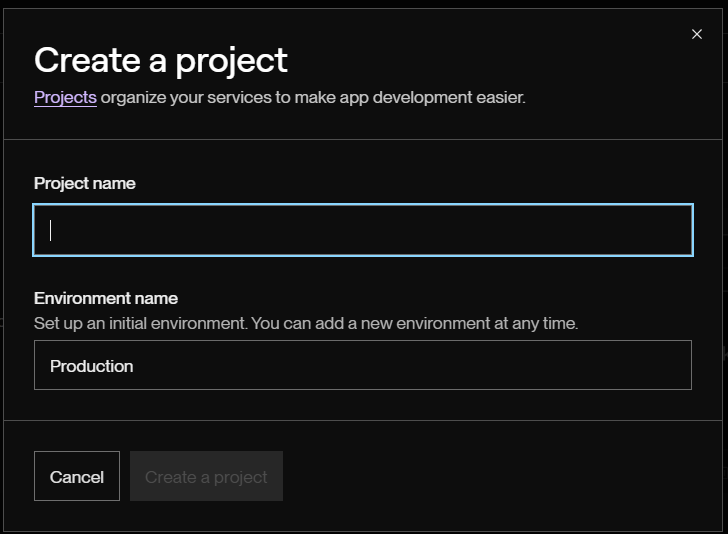 Create a project
Projects organize your services to make app development easier.
Project name
Environment name
Set up an initial environment. You can add a new environment at any time.
Production
Cancel
Create a project